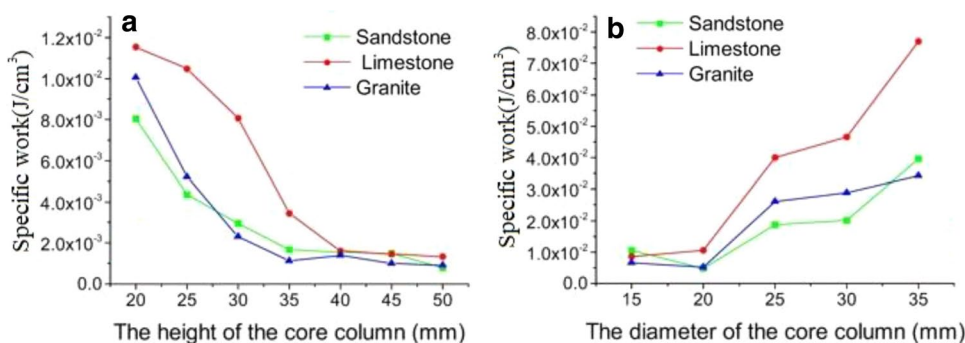 a
Sandstone
Limestone
Granite
Specific work(J/cm³)
1.2x10⁻²
1.0x10⁻²
8.0x10⁻³
6.0x10⁻³
4.0x10⁻³
2.0x10⁻³
0.0
20 25 30 35 40 45 50
The height of the core column (mm)
b
Sandstone
Limestone
Granite
Specific work(J/cm³)
8.0x10⁻²
7.0x10⁻²
6.0x10⁻²
5.0x10⁻²
4.0x10⁻²
3.0x10⁻²
2.0x10⁻²
1.0x10⁻²
0.0
15 20 25 30 35
The diameter of the core column (mm)